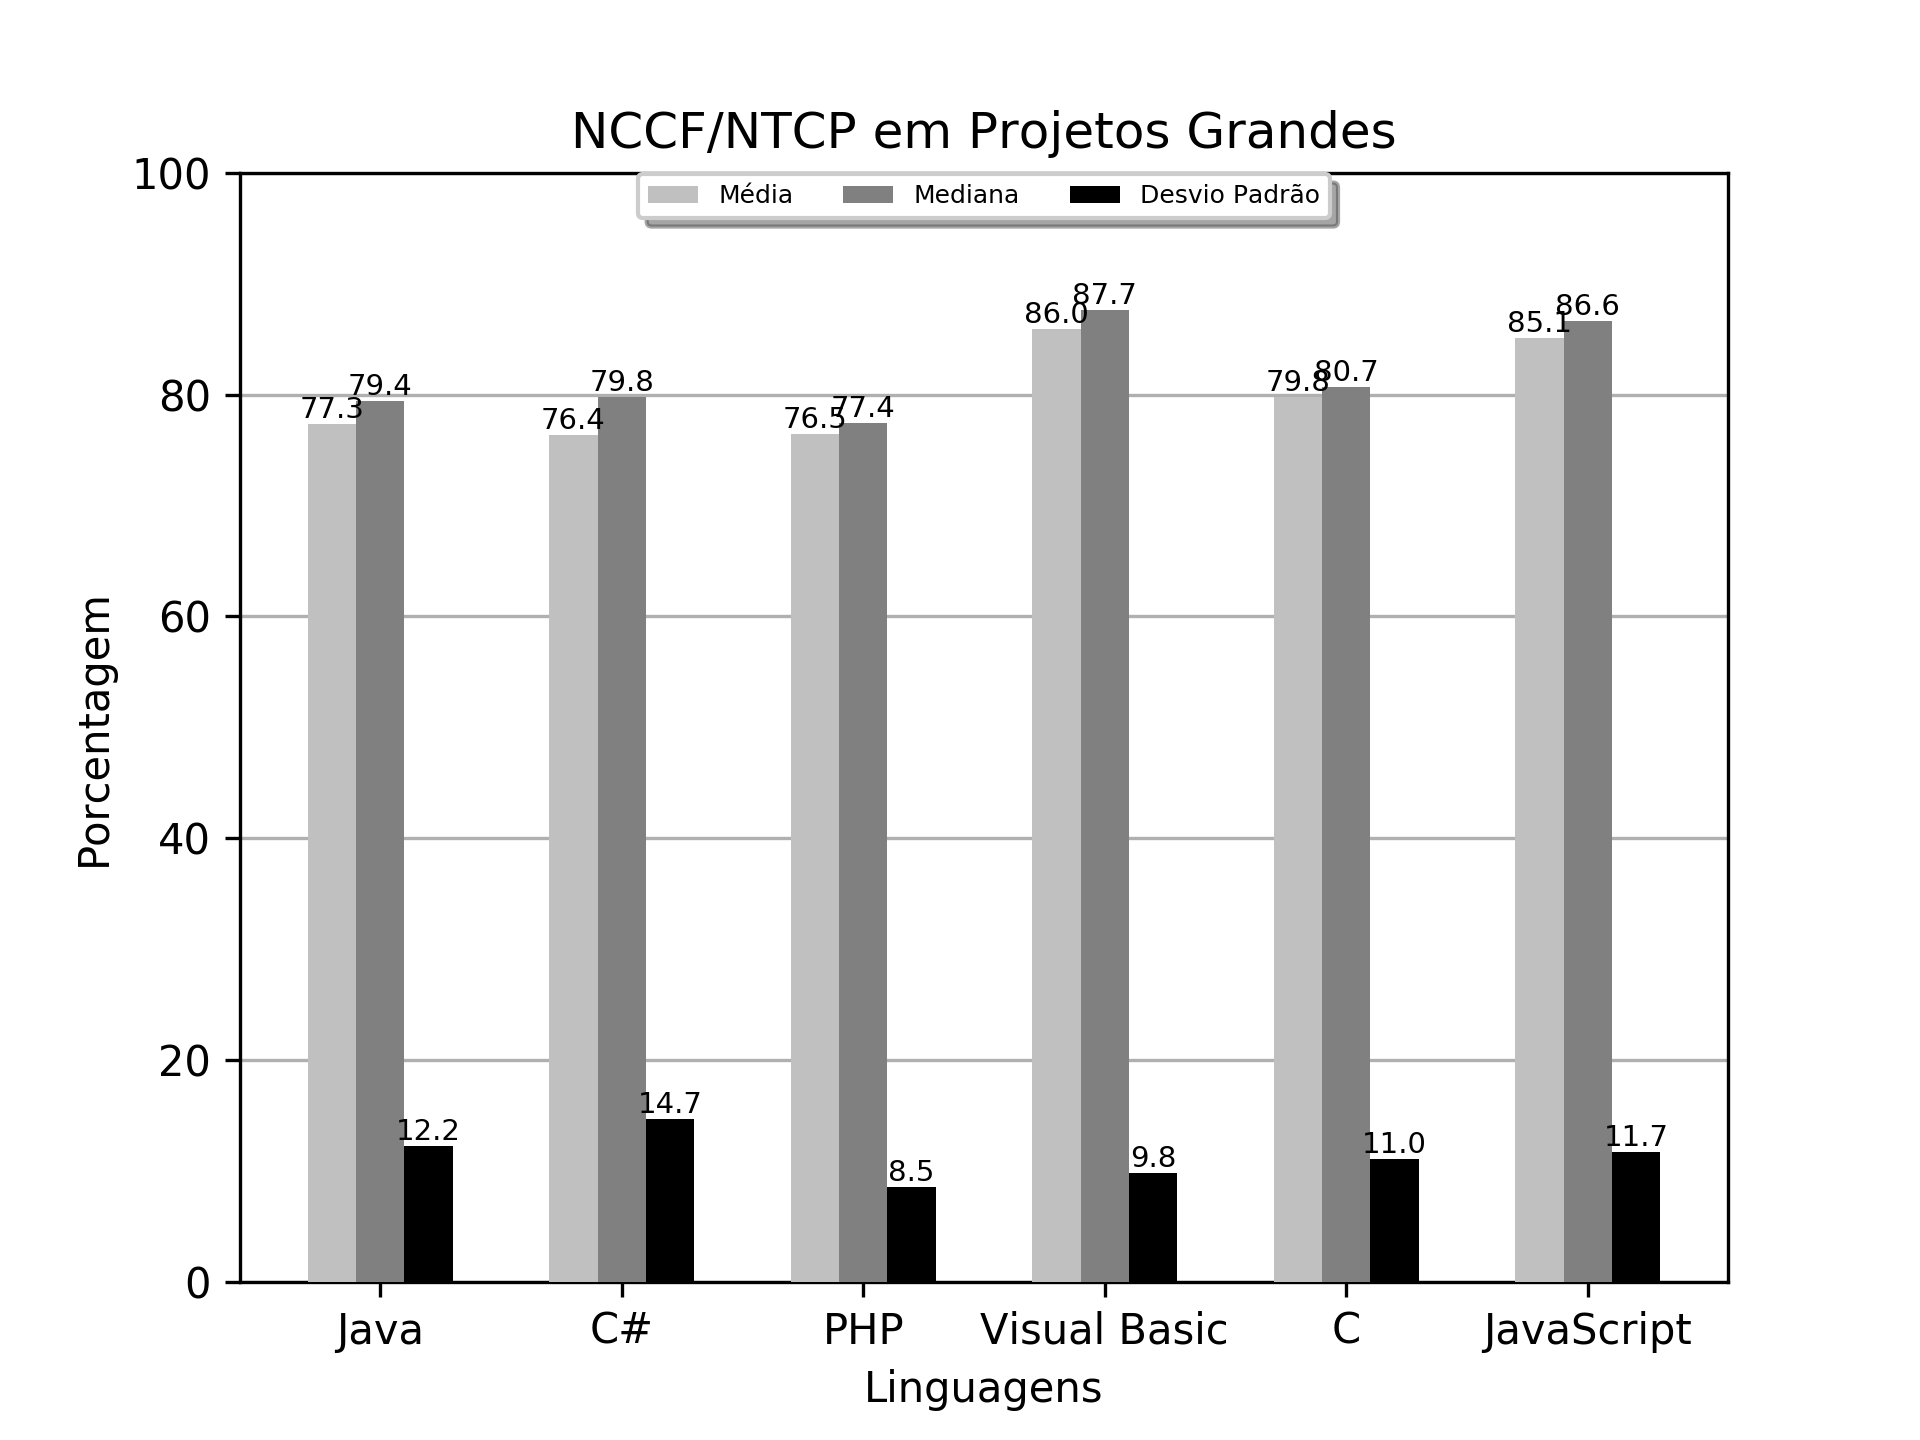 NCCF/NTCP em Projetos Grandes
Média Mediana Desvio Padrão
Porcentagem
100
80
60
40
20
0
77.3 79.4 12.2
76.4 79.8 14.7
76.5 77.4 8.5
86.0 87.7 9.8
79.8 80.7 11.0
85.1 86.6 11.7
Java C# PHP Visual Basic C JavaScript
Linguagens